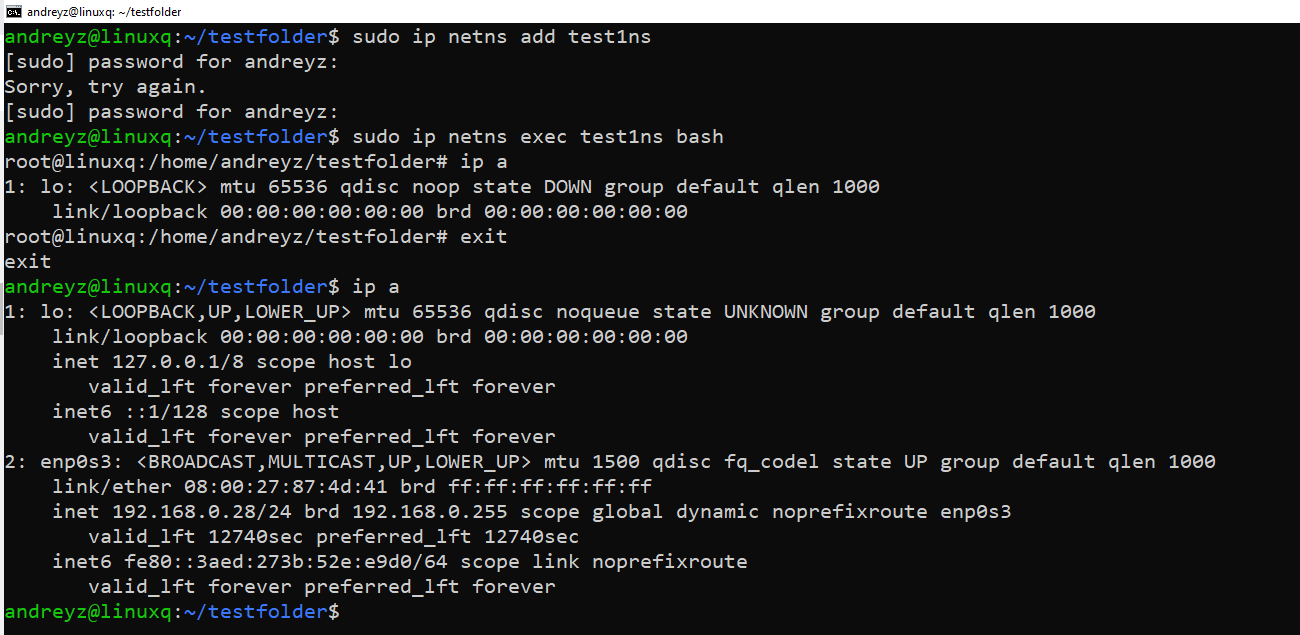 andreyz@linuxq: ~/testfolder
andreyz@linuxq:~/testfolder$ sudo ip netns add test1ns
[sudo] password for andreyz:
Sorry, try again.
[sudo] password for andreyz:
andreyz@linuxq:~/testfolder$ sudo ip netns exec test1ns bash
root@linuxq:/home/andreyz/testfolder# ip a
1: lo: <LOOPBACK> mtu 65536 qdisc noop state DOWN group default qlen 1000
    link/loopback 00:00:00:00:00:00 brd 00:00:00:00:00:00
root@linuxq:/home/andreyz/testfolder# exit
exit
andreyz@linuxq:~/testfolder$ ip a
1: lo: <LOOPBACK,UP,LOWER_UP> mtu 65536 qdisc noqueue state UNKNOWN group default qlen 1000
    link/loopback 00:00:00:00:00:00 brd 00:00:00:00:00:00
    inet 127.0.0.1/8 scope host lo
       valid_lft forever preferred_lft forever
    inet6 ::1/128 scope host
       valid_lft forever preferred_lft forever
2: enp0s3: <BROADCAST,MULTICAST,UP,LOWER_UP> mtu 1500 qdisc fq_codel state UP group default qlen 1000
    link/ether 08:00:27:87:4d:41 brd ff:ff:ff:ff:ff:ff
    inet 192.168.0.28/24 brd 192.168.0.255 scope global dynamic noprefixroute enp0s3
       valid_lft 12740sec preferred_lft 12740sec
    inet6 fe80::3aed:273b:52e:e9d0/64 scope link noprefixroute
       valid_lft forever preferred_lft forever
andreyz@linuxq:~/testfolder$